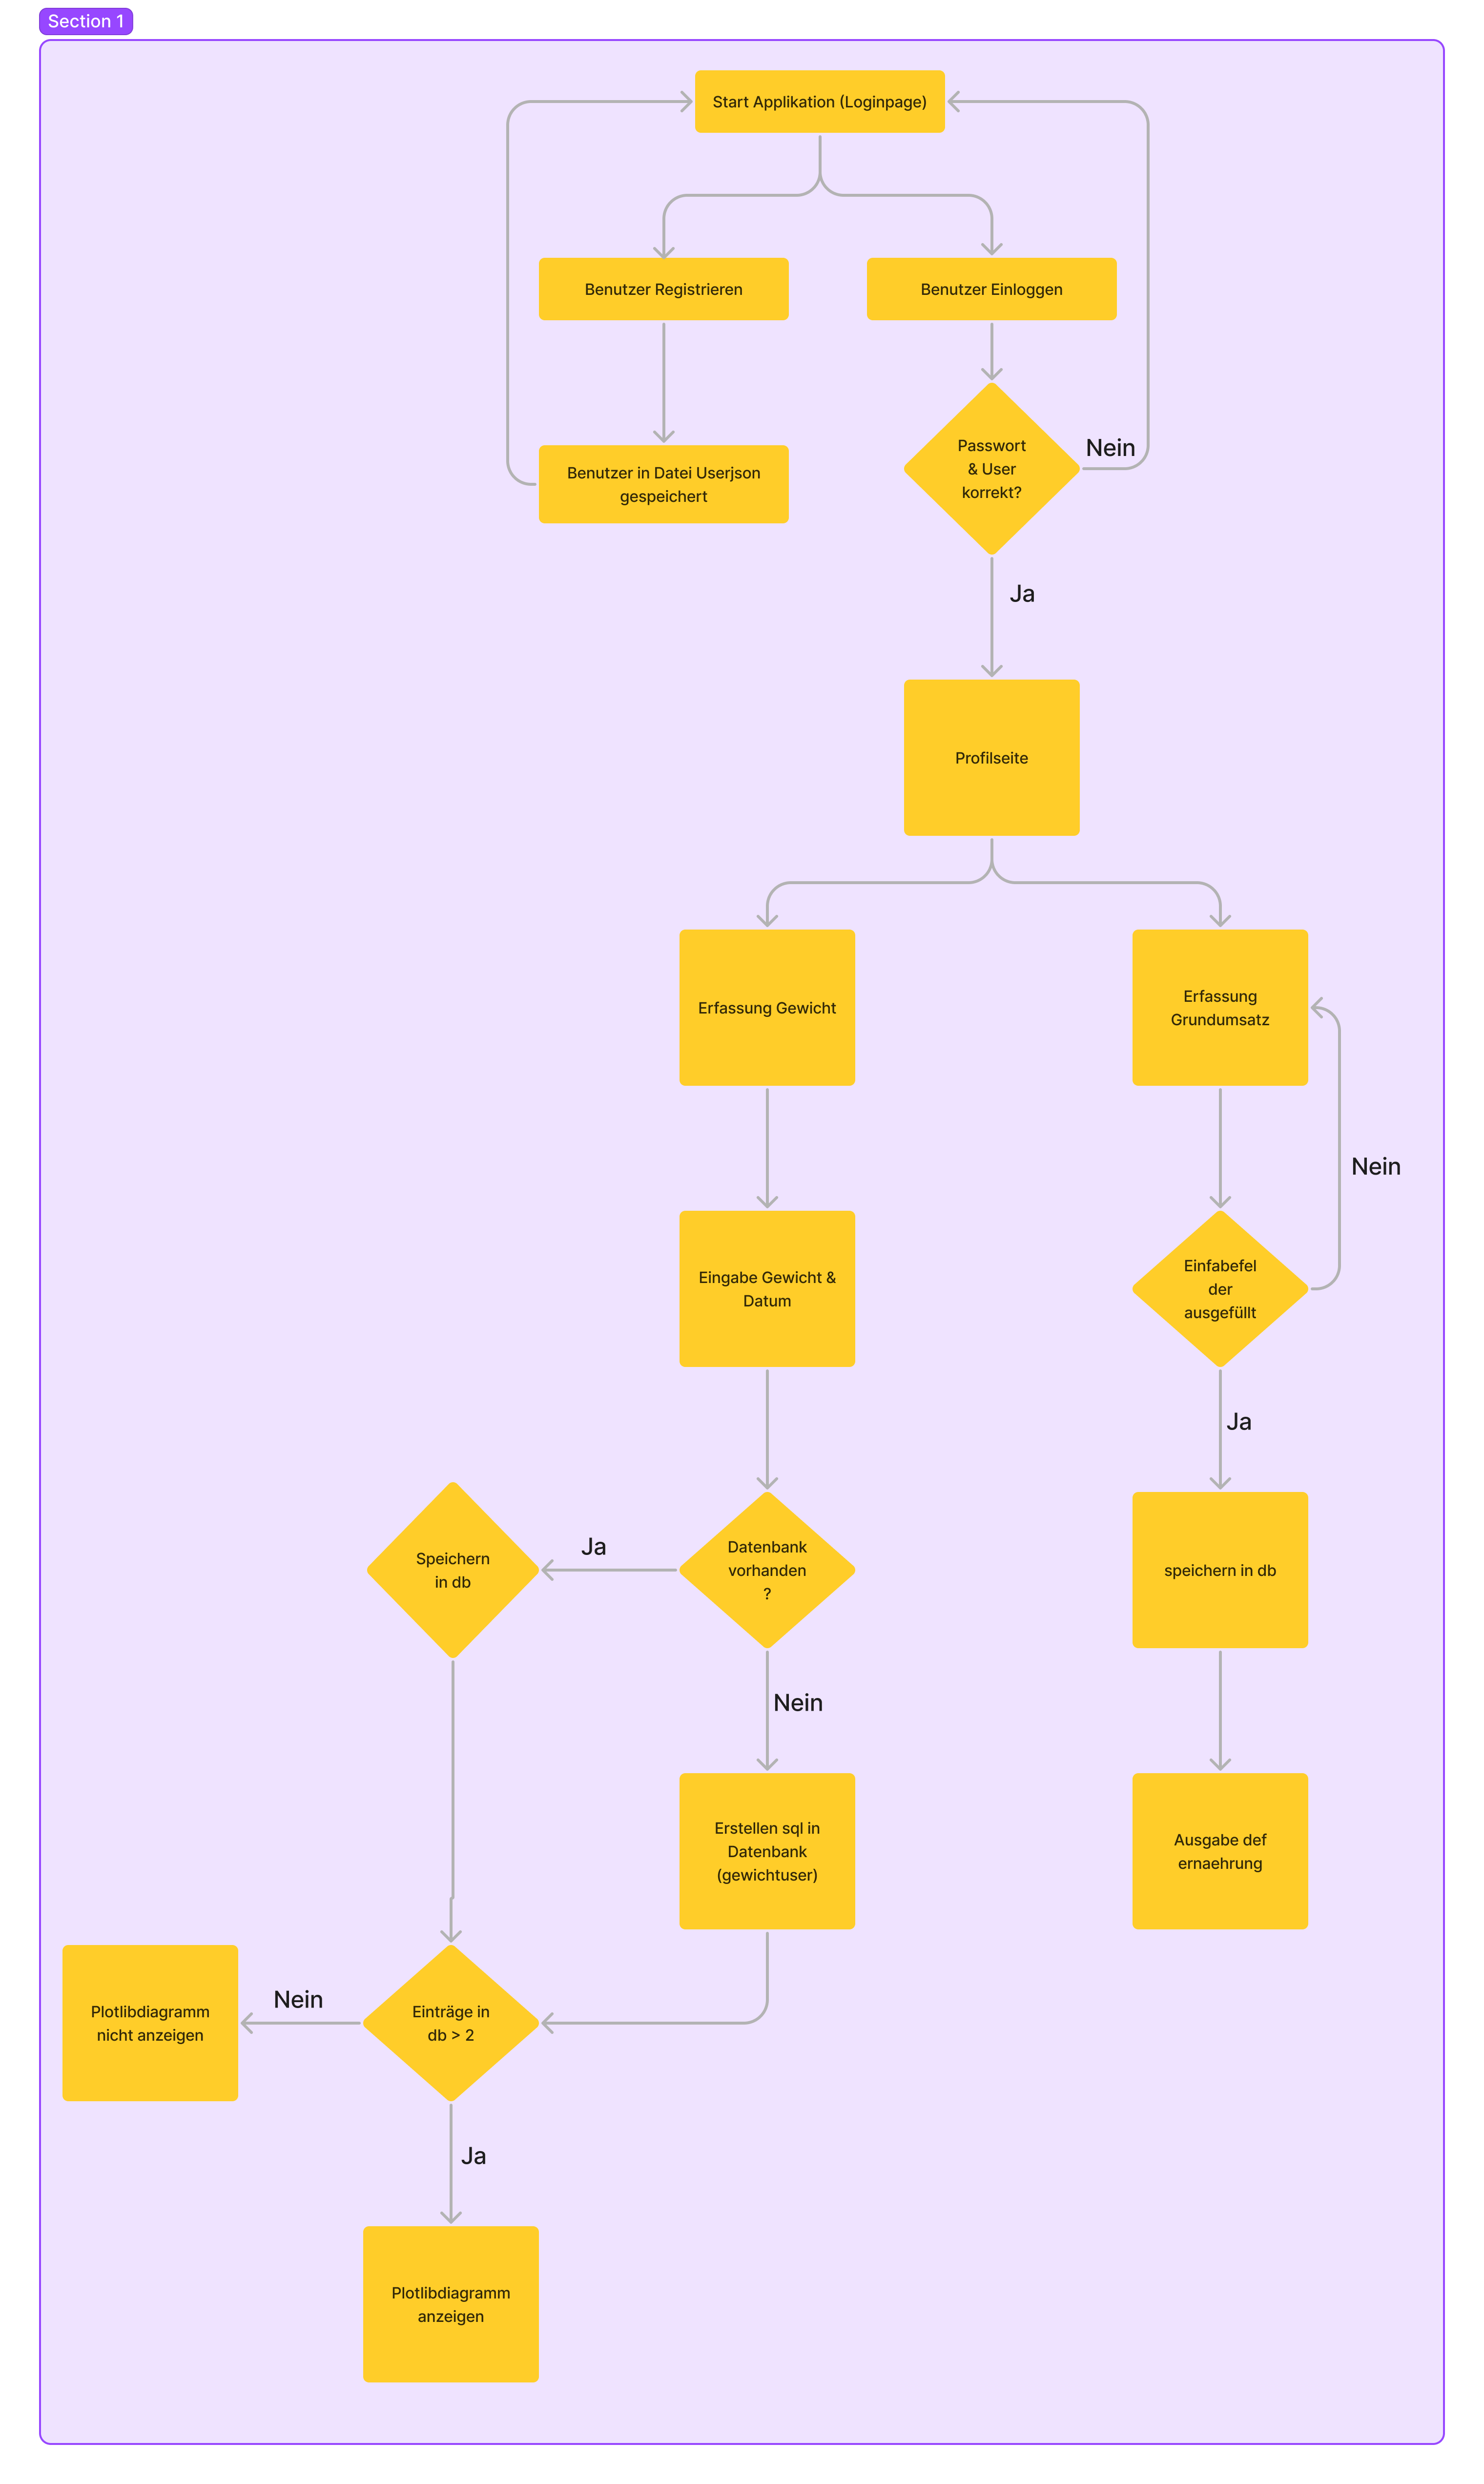 Section 1
Start Applikation (Loginpage)
Benutzer Registrieren
Benutzer Einloggen
Benutzer in Datei Userjson
gespeichert
Passwort
& User
korrekt?
Nein
Ja
Profilseite
Erfassung Gewicht
Erfassung
Grundumsatz
Nein
Eingabe Gewicht &
Datum
Einfabefel
der
ausgefüllt
Ja
Speichern
in db
Ja
Datenbank
vorhanden
?
speichern in db
Nein
Erstellen sql in
Datenbank
(gewichtuser)
Ausgabe def
ernaehrung
Plotlibdiagramm
nicht anzeigen
Nein
Einträge in
db > 2
Ja
Plotlibdiagramm
anzeigen